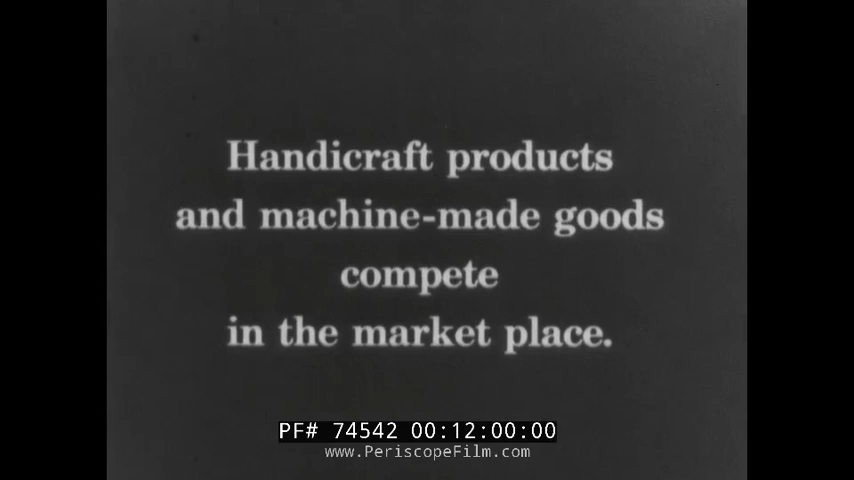 Handicraft products
and machine-made goods
compete
in the market place.
PF# 74542 00:12:00:00
www.PeriscopeFilm.com